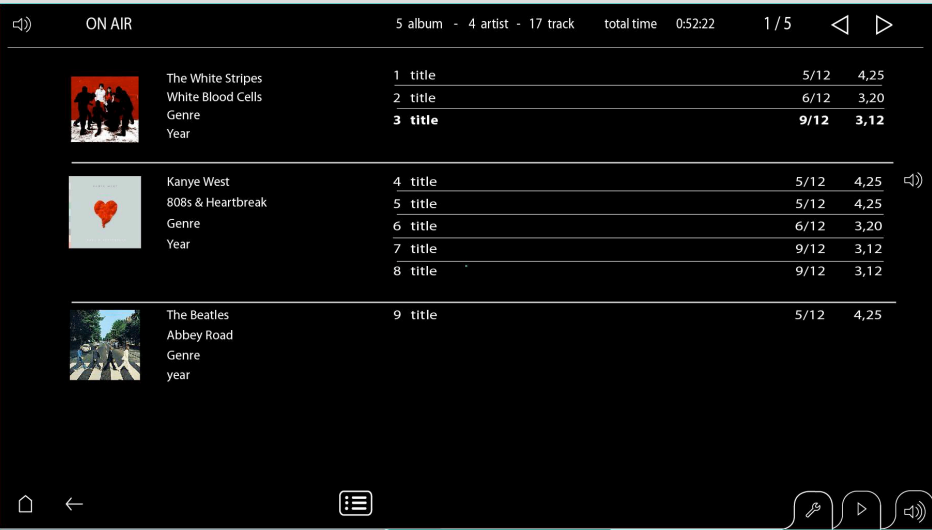 ON AIR 5 album - 4 artist - 17 track total time 0:52:22 1 / 5
The White Stripes
White Blood Cells
Genre
Year
1 title 5/12 4,25
2 title 6/12 3,20
3 title 9/12 3,12
Kanye West
808s & Heartbreak
Genre
Year
4 title 5/12 4,25
5 title 5/12 4,25
6 title 6/12 3,20
7 title 9/12 3,12
8 title 9/12 3,12
The Beatles
Abbey Road
Genre
year
9 title 5/12 4,25